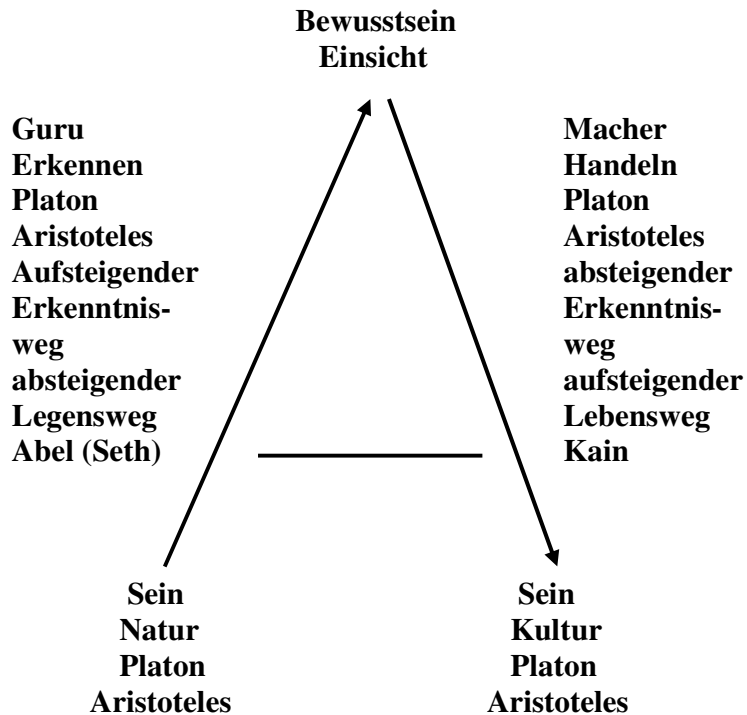 Bewusstsein
Einsicht
Guru
Erkennen
Platon
Aristoteles
Aufsteigender
Erkenntnis-
weg
absteigender
Legensweg
Abel (Seth)
Macher
Handeln
Platon
Aristoteles
absteigender
Erkenntnis-
weg
aufsteigender
Lebensweg
Kain
Sein
Natur
Platon
Aristoteles
Sein
Kultur
Platon
Aristoteles